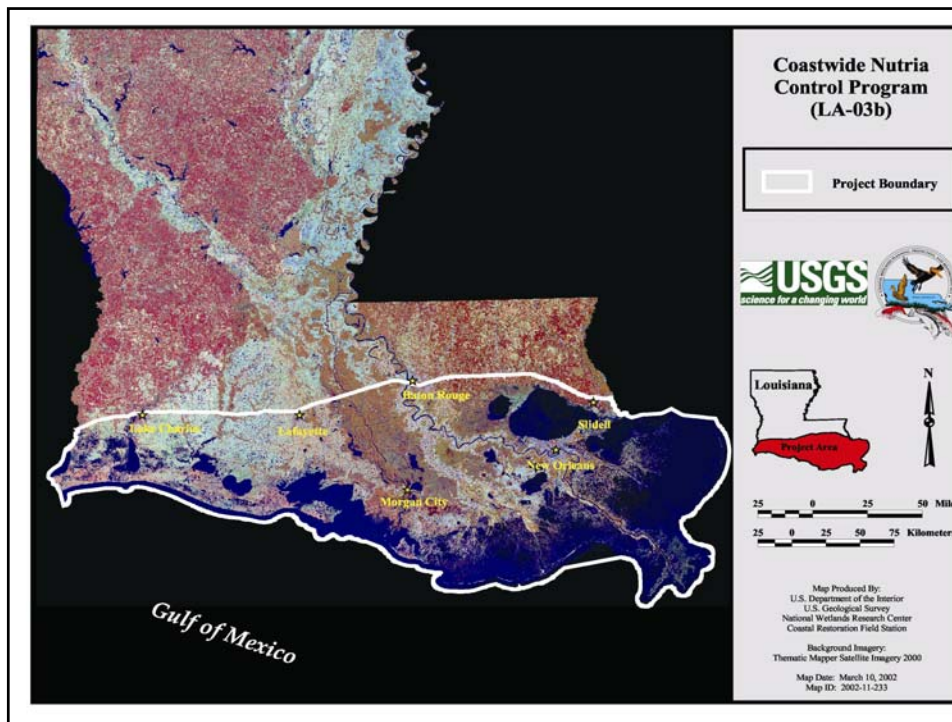 Coastwide Nutria
Control Program
(LA-03b)
Project Boundary
USGS
science for a changing world
Louisiana
Project Area
N
25 0 25 50 Mile
25 0 25 50 75 Kilometers
Map Produced By:
U.S. Department of the Interior
U.S. Geological Survey
National Wetlands Research Center
Coastal Restoration Field Station
Background Imagery:
Thematic Mapper Satellite Imagery 2000
Map Date: March 10, 2002
Map ID: 2002-11-233
Baton Rouge
Lake Charles
Lafayette
Slidell
New Orleans
Morgan City
Gulf of Mexico